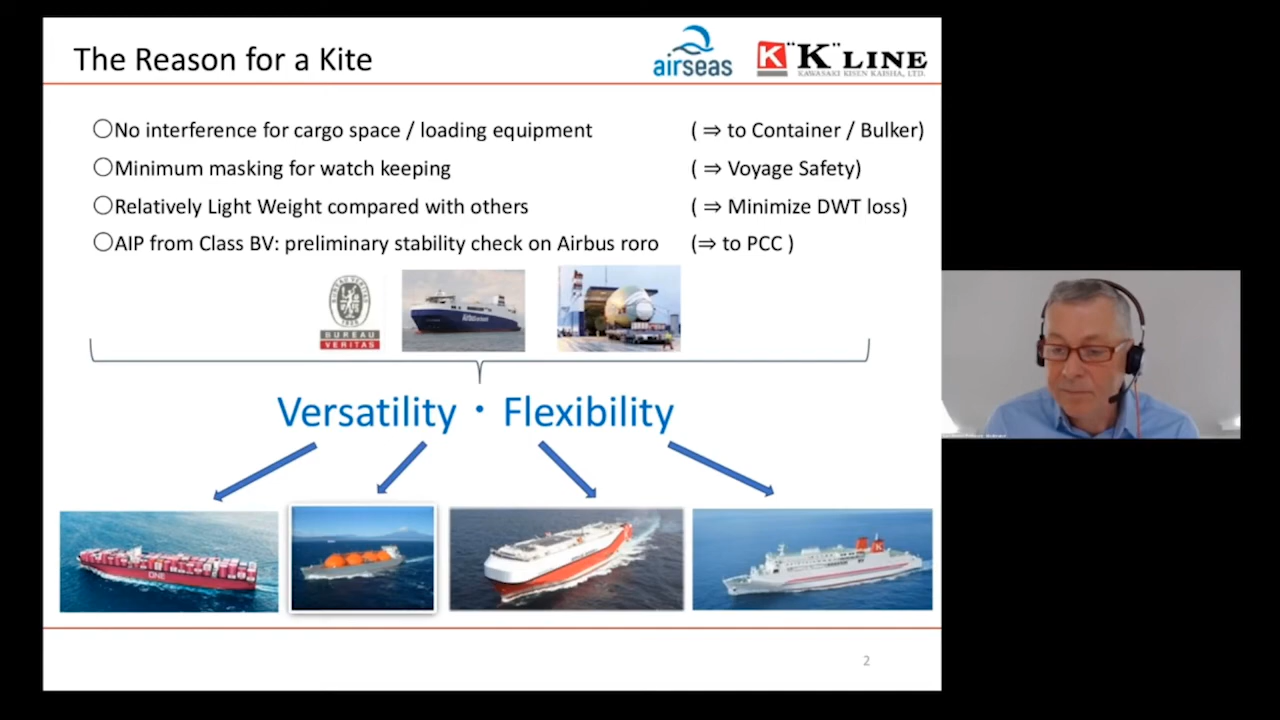 The Reason for a Kite
airseas
K "K" LINE
KAWASAKI KISEN KAISHA, LTD.
○No interference for cargo space / loading equipment ( ⇒ to Container / Bulker)
○Minimum masking for watch keeping ( ⇒ Voyage Safety)
○Relatively Light Weight compared with others ( ⇒ Minimize DWT loss)
○AIP from Class BV: preliminary stability check on Airbus roro (⇒ to PCC )
BUREAU
VERITAS
Versatility・Flexibility
ONE
K
2